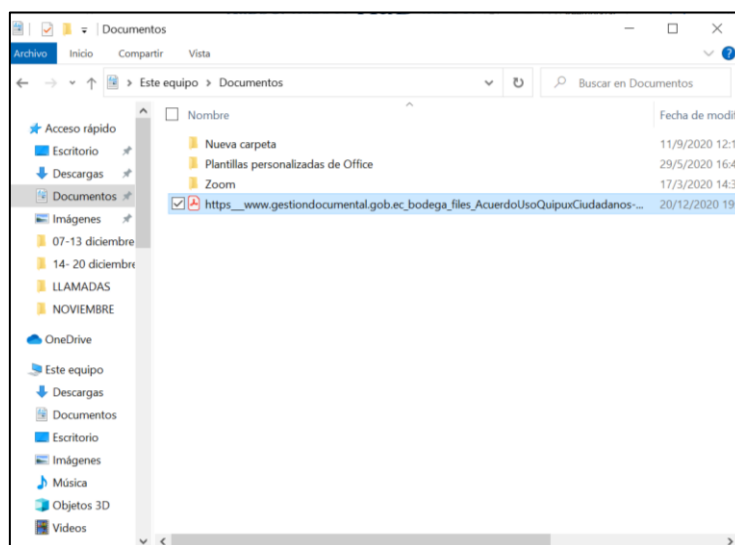 Documentos
Archivo Inicio Compartir Vista
Este equipo > Documentos
Buscar en Documentos
Nombre
Fecha de modif
Acceso rápido
Escritorio
Descargas
Documentos
Imágenes
07-13 diciembre
14- 20 diciembre
LLAMADAS
NOVIEMBRE
OneDrive
Este equipo
Descargas
Documentos
Escritorio
Imágenes
Música
Objetos 3D
Videos
Nueva carpeta 11/9/2020 12:1
Plantillas personalizadas de Office 29/5/2020 16:4
Zoom 17/3/2020 14:3
https__www.gestiondocumental.gob.ec_bodega_files_AcuerdoUsoQuipuxCiudadanos-... 20/12/2020 19